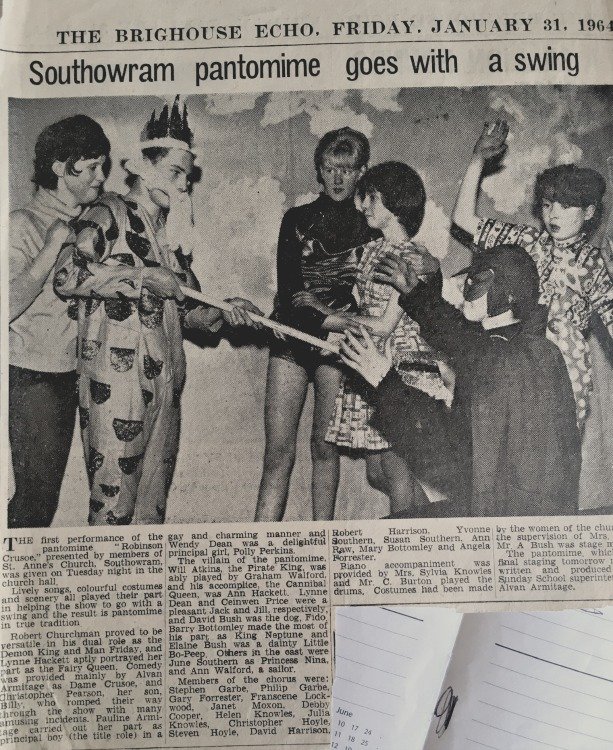 THE BRIGHOUSE ECHO, FRIDAY, JANUARY 31, 1964
Southowram pantomime goes with a swing
THE first performance of the
pantomime "Robinson
Crusoe," presented by members of
St. Anne's Church, Southowram,
was given on Tuesday night in the
church hall.
Lively songs, colourful costumes
and scenery all played their part
in helping the show to go with a
swing and the result is pantomime
in true tradition
Robert Churchman proved to be
versatile in his dual role as the
Demon King and Man Friday, and
Lynne Hackett aptly portrayed her
part as the Fairy Queen. Comedy
was provided mainly by Alvan
Armitage as Dame Crusoe, and
Christopher Pearson, her son,
Billy, who romped their way
through the show with many
amusing incidents. Pauline Armi-
tage carried out her part as
principal boy (the title role) in a
gay and charming manner and
Wendy Dean was a delightful
principal girl, Polly Perkins.
The villain of the pantomime,
Will Atkins, the Pirate King, was
ably played by Graham Walford,
and his accomplice, the Cannibal
Queen, was Ann Hackett. Lynne
Dean and Ceinwen Price were a
pleasant Jack and Jill, respectively,
and David Bush was the dog, Fido.
Barry Bottomley made the most of
his part as King Neptune and
Elaine Bush was a dainty Little
Bo-Peep. Others in the cast were
June Southern as Princess Nina,
and Ann Walford, a sailor.
Members of the chorus were:
Stephen Garbe, Philip Garbe,
Gary Forrester, Franscene Lock-
wood, Janet Moxon, Debby
Cooper, Helen Knowles, Julia
Knowles, Christopher Hoyle,
Steven Hoyle, David Harrison,
Robert Harrison, Yvonne
Southern, Susan Southern, Ann
Raw, Mary Bottomley and Angela
Forrester.
Piano accompaniment was
provided by Mrs. Sylvia Knowles
and Mr. C. Burton played the
drums. Costumes had been made
by the women of the chu
the supervision of Mrs.
Mr A Bush was stage m
The pantomime, whic
final staging tomorrow
written and produced
Sunday School superinte
Alvan Armitage.
June
10 17 24
11 18 25
12 19